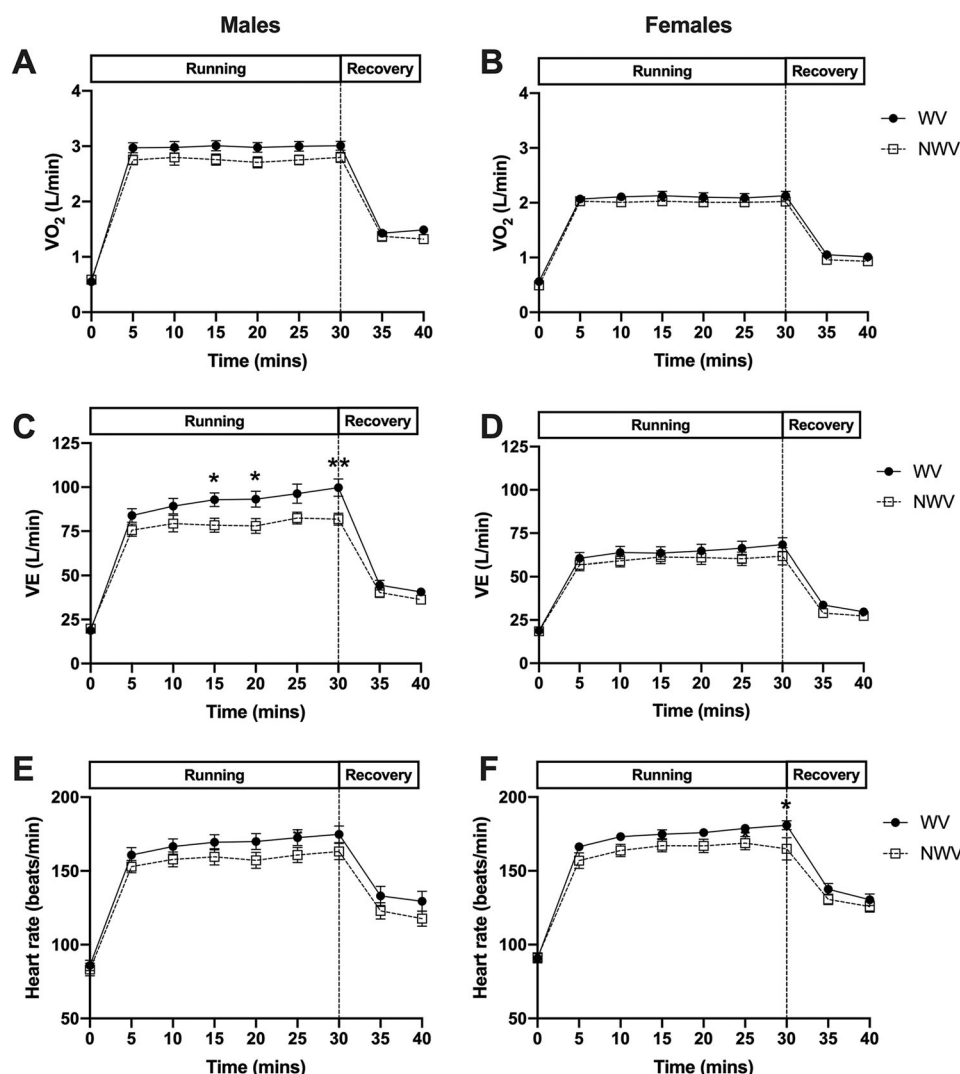 Males Females
A
Running Recovery
VO2 (L/min)
4
3
2
1
0
0 5 10 15 20 25 30 35 40
Time (mins)
B
Running Recovery
VO2 (L/min)
4
3
2
1
0
0 5 10 15 20 25 30 35 40
Time (mins)
WV
NWV
C
Running Recovery
VE (L/min)
125
100
75
50
25
0
* * **
0 5 10 15 20 25 30 35 40
Time (mins)
D
Running Recovery
VE (L/min)
125
100
75
50
25
0
0 5 10 15 20 25 30 35 40
Time (mins)
WV
NWV
E
Running Recovery
Heart rate (beats/min)
200
150
100
50
0 5 10 15 20 25 30 35 40
Time (mins)
F
Running Recovery
Heart rate (beats/min)
200
150
100
50
*
0 5 10 15 20 25 30 35 40
Time (mins)
WV
NWV